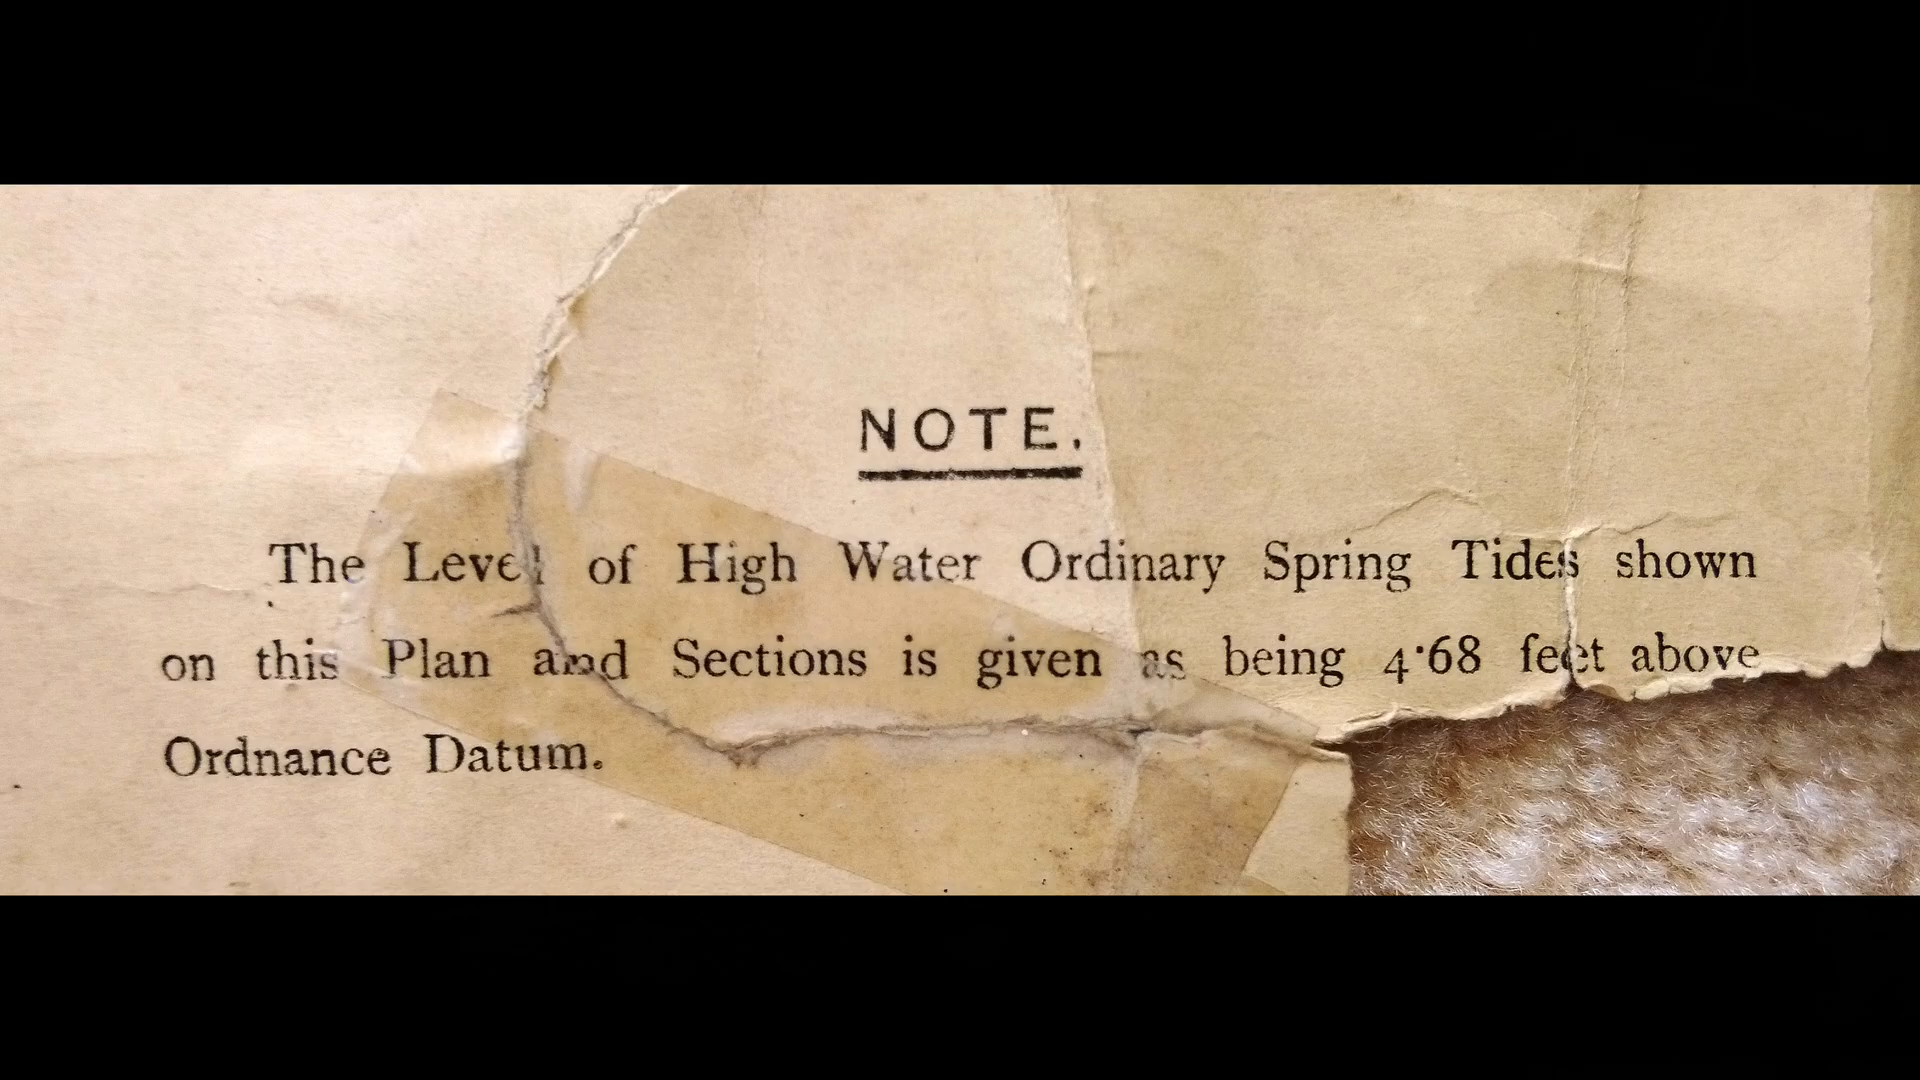 NOTE.
The Level of High Water Ordinary Spring Tides shown
on this Plan and Sections is given as being 4·68 feet above
Ordnance Datum.